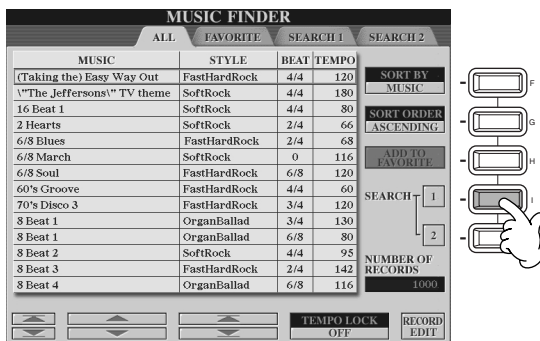 MUSIC FINDER
ALL FAVORITE SEARCH 1 SEARCH 2
MUSIC STYLE BEAT TEMPO
(Taking the) Easy Way Out FastHardRock 4/4 120
\"The Jeffersons\" TV theme SoftRock 4/4 180
16 Beat 1 SoftRock 4/4 80
2 Hearts SoftRock 2/4 66
6/8 Blues FastHardRock 2/4 68
6/8 March SoftRock 0 116
6/8 Soul FastHardRock 6/8 120
60's Groove FastHardRock 4/4 60
70's Disco 3 FastHardRock 3/4 120
8 Beat 1 OrganBallad 3/4 130
8 Beat 1 OrganBallad 6/8 80
8 Beat 2 SoftRock 4/4 95
8 Beat 3 FastHardRock 2/4 142
8 Beat 4 OrganBallad 6/8 116
SORT BY
MUSIC
SORT ORDER
ASCENDING
ADD TO
FAVORITE
SEARCH 1
2
NUMBER OF
RECORDS
1000
TEMPO LOCK
OFF
RECORD
EDIT
F
G
H
I